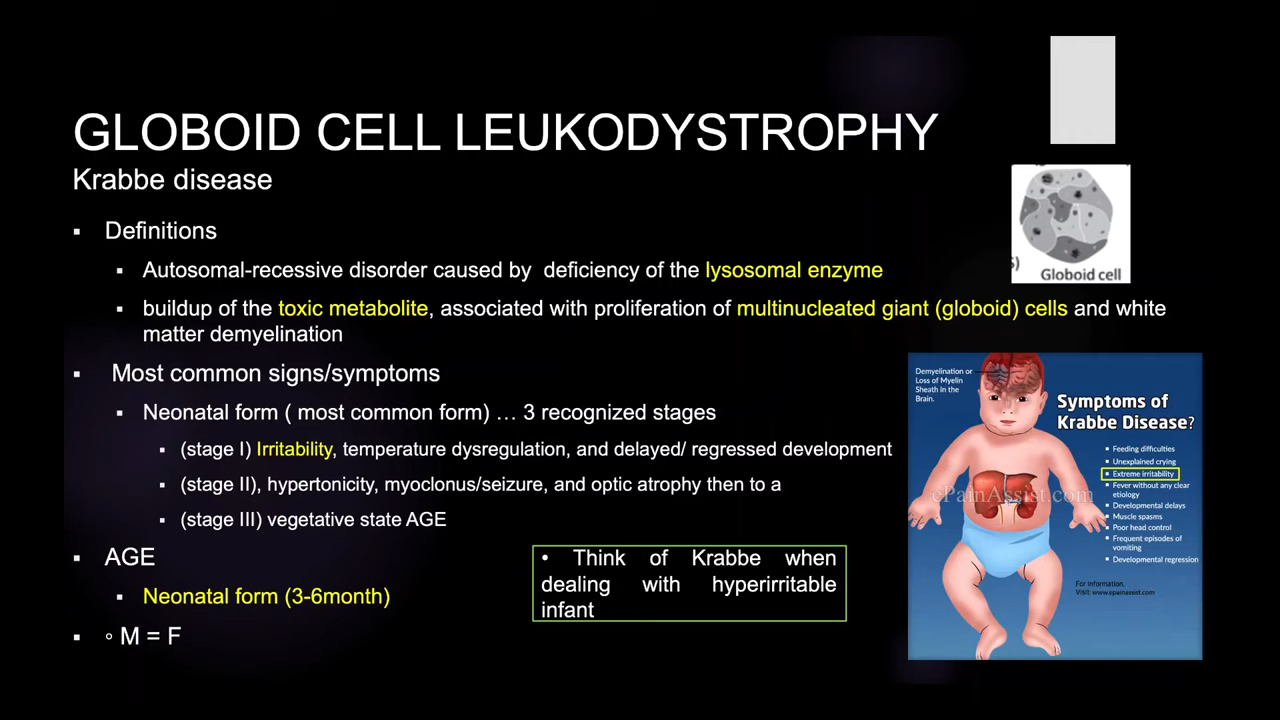 GLOBOID CELL LEUKODYSTROPHY
Krabbe disease
▪ Definitions
▪ Autosomal-recessive disorder caused by deficiency of the lysosomal enzyme
▪ buildup of the toxic metabolite, associated with proliferation of multinucleated giant (globoid) cells and white
matter demyelination
▪ Most common signs/symptoms
▪ Neonatal form ( most common form) … 3 recognized stages
▪ (stage I) Irritability, temperature dysregulation, and delayed/ regressed development
▪ (stage II), hypertonicity, myoclonus/seizure, and optic atrophy then to a
▪ (stage III) vegetative state AGE
▪ AGE
▪ Neonatal form (3-6month)
▪ ◦ M = F
• Think of Krabbe when
dealing with hyperirritable
infant
Globoid cell
Demyelination or
Loss of Myelin
Sheath in the
Brain.
Symptoms of
Krabbe Disease?
▪ Feeding difficulties
▪ Unexplained crying
▪ Extreme irritability
▪ Fever without any clear
etiology
▪ Developmental delays
▪ Muscle spasms
▪ Poor head control
▪ Frequent episodes of
vomiting
▪ Developmental regression
ePainAssist.com
For information,
Visit: www.epainassist.com